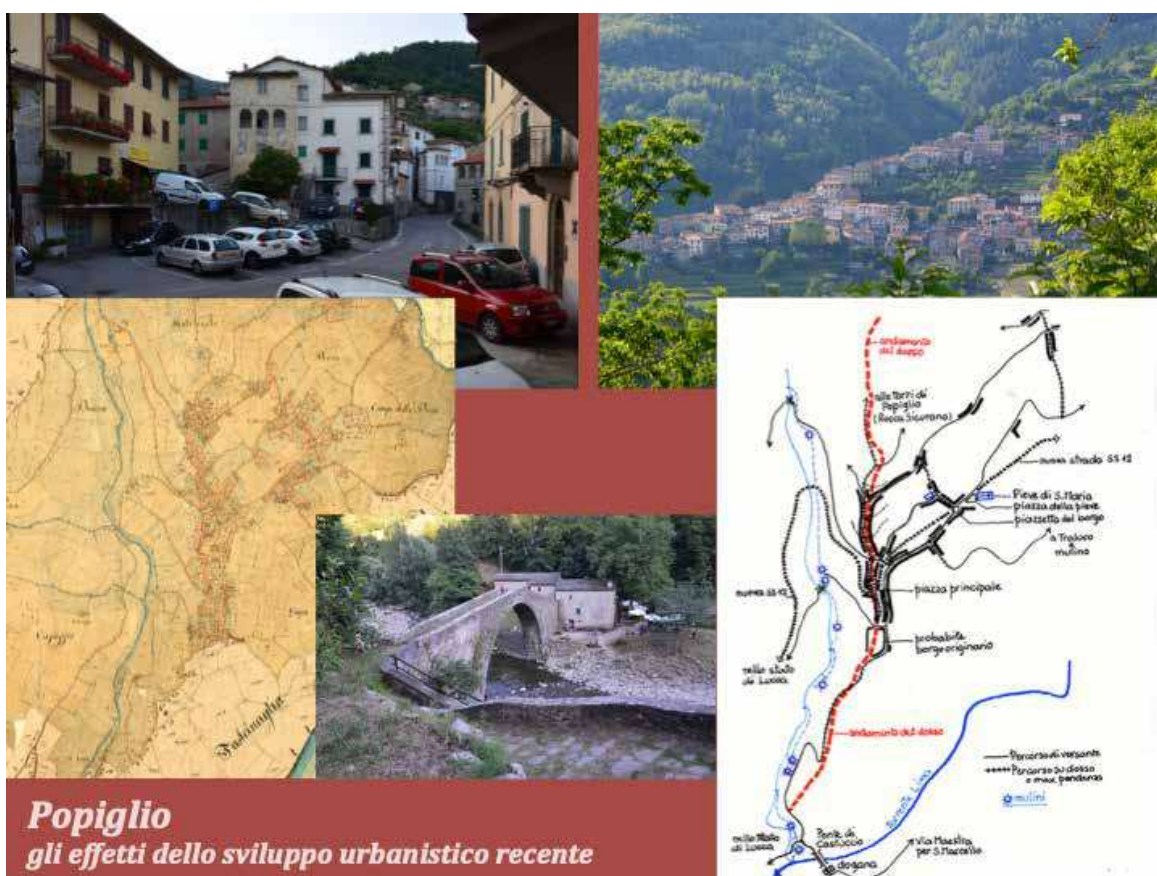 andamento
del dosso
alle torri di
Popiglio
(Rocca Sicurana)
nuova strada SS 12
Pieve di S. Maria
piazza della pieve
piazzetta del borgo
a Traduco
mulino
piazza principale
nuova SS 12
probabile
borgo originario
nello stato
di Lucca
andamento del dosso
Percorso di versante
Percorso su dosso
o max. pendenza
mulini
torrente Lima
nello Stato
di Lucca
Ponte di
Castruccio
dogana
Via Maestra
per S. Marcello
Popiglio
gli effetti dello sviluppo urbanistico recente